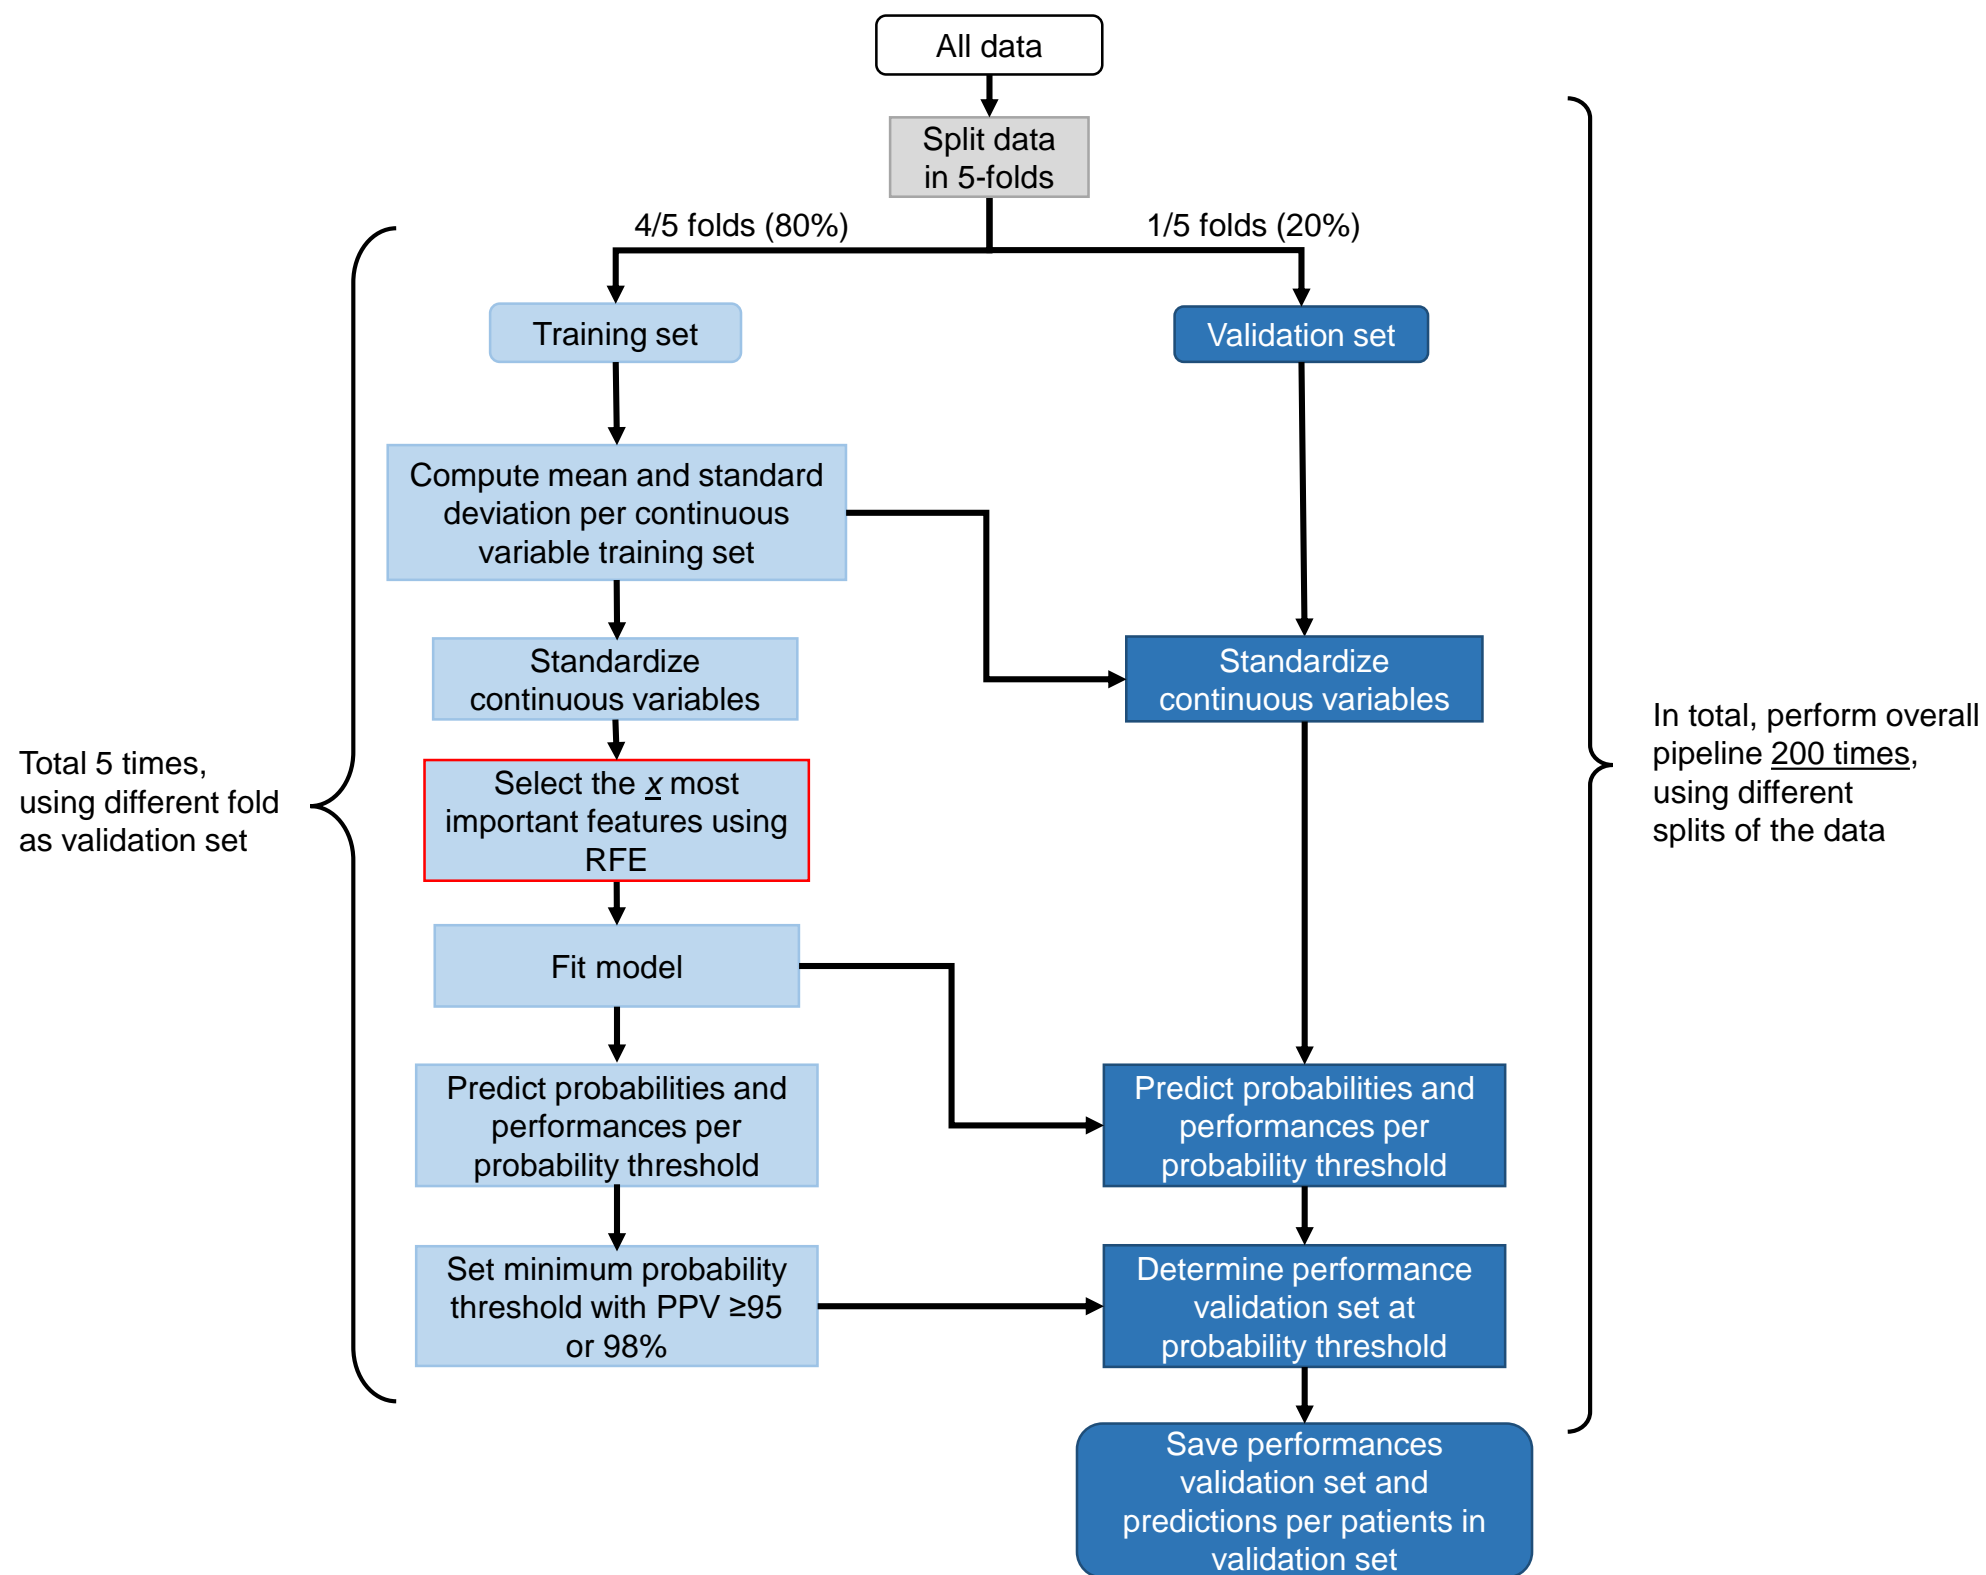 All data
Split data
in 5-folds
4/5 folds (80%)
1/5 folds (20%)
Training set
Validation set
Compute mean and standard
deviation per continuous
variable training set
Standardize
continuous variables
Standardize
continuous variables
Select the x most
important features using
RFE
Total 5 times,
using different fold
as validation set
In total, perform overall
pipeline 200 times,
using different
splits of the data
Fit model
Predict probabilities and
performances per
probability threshold
Predict probabilities and
performances per
probability threshold
Set minimum probability
threshold with PPV ≥95
or 98%
Determine performance
validation set at
probability threshold
Save performances
validation set and
predictions per patients in
validation set